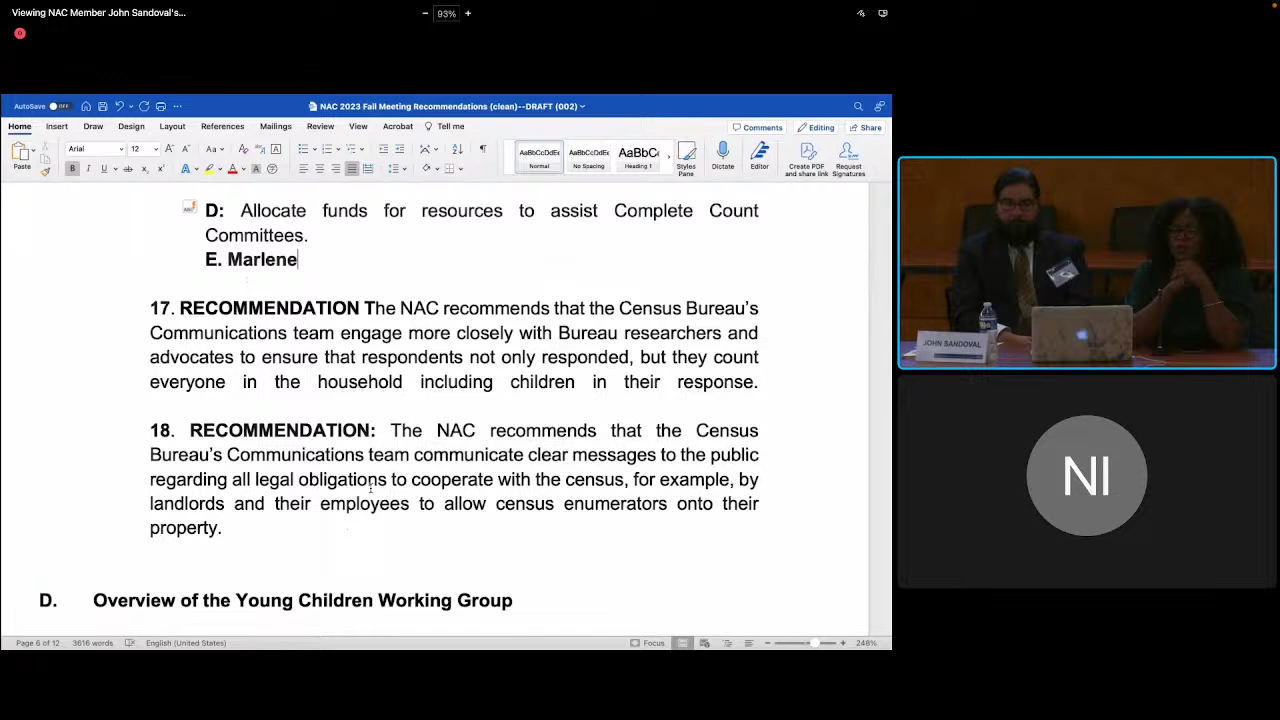 Viewing NAC Member John Sandoval's...
93%
AutoSave OFF
NAC 2023 Fall Meeting Recommendations (clean)--DRAFT (002)
Home Insert Draw Design Layout References Mailings Review View Acrobat Tell me
Comments Editing Share
Paste
Arial 12
AaBbCcDdEe AaBbCcDdEe AaBbC
Normal No Spacing Heading 1
Styles Pane
Dictate
Editor
Create PDF and share link
Request Signatures
D: Allocate funds for resources to assist Complete Count
Committees.
E. Marlene
17. RECOMMENDATION The NAC recommends that the Census Bureau's
Communications team engage more closely with Bureau researchers and
advocates to ensure that respondents not only responded, but they count
everyone in the household including children in their response.
18. RECOMMENDATION: The NAC recommends that the Census
Bureau's Communications team communicate clear messages to the public
regarding all legal obligations to cooperate with the census, for example, by
landlords and their employees to allow census enumerators onto their
property.
D. Overview of the Young Children Working Group
Page 6 of 12 3616 words English (United States) Focus 248%
JOHN SANDOVAL
NI